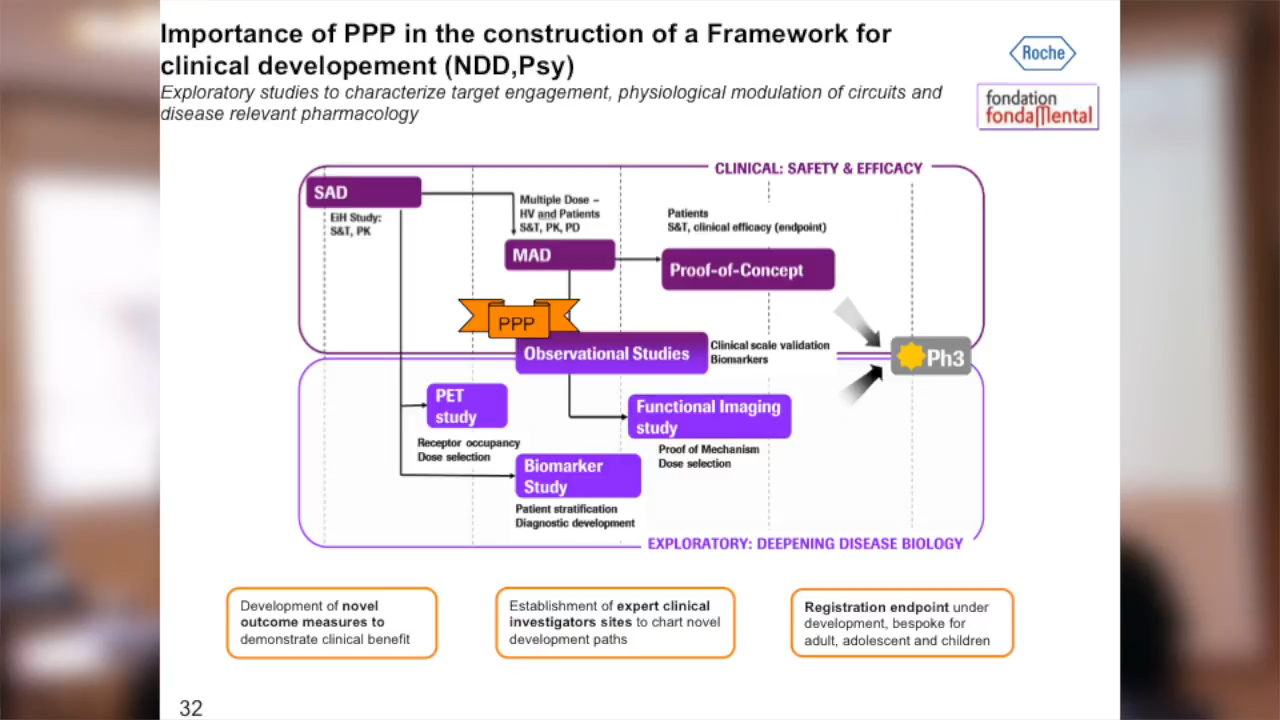 Importance of PPP in the construction of a Framework for
clinical developement (NDD,Psy)
Exploratory studies to characterize target engagement, physiological modulation of circuits and
disease relevant pharmacology
Roche
fondation
fondaMental
CLINICAL: SAFETY & EFFICACY
SAD
EiH Study:
S&T, PK
Multiple Dose –
HV and Patients
S&T, PK, PD
MAD
Patients
S&T, clinical efficacy (endpoint)
Proof-of-Concept
PPP
Observational Studies
Clinical scale validation
Biomarkers
Ph3
PET
study
Receptor occupancy
Dose selection
Functional Imaging
study
Proof of Mechanism
Dose selection
Biomarker
Study
Patient stratification
Diagnostic development
EXPLORATORY: DEEPENING DISEASE BIOLOGY
Development of novel
outcome measures to
demonstrate clinical benefit
Establishment of expert clinical
investigators sites to chart novel
development paths
Registration endpoint under
development, bespoke for
adult, adolescent and children
32